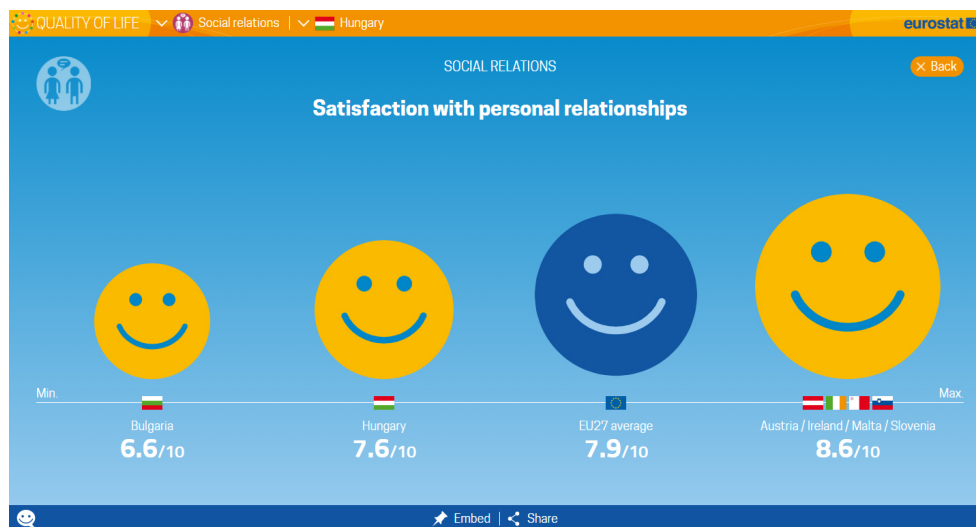 QUALITY OF LIFE
Social relations
Hungary
eurostat
SOCIAL RELATIONS
Back
Satisfaction with personal relationships
Min.
Max.
Bulgaria
6.6/10
Hungary
7.6/10
EU27 average
7.9/10
Austria / Ireland / Malta / Slovenia
8.6/10
Embed | Share